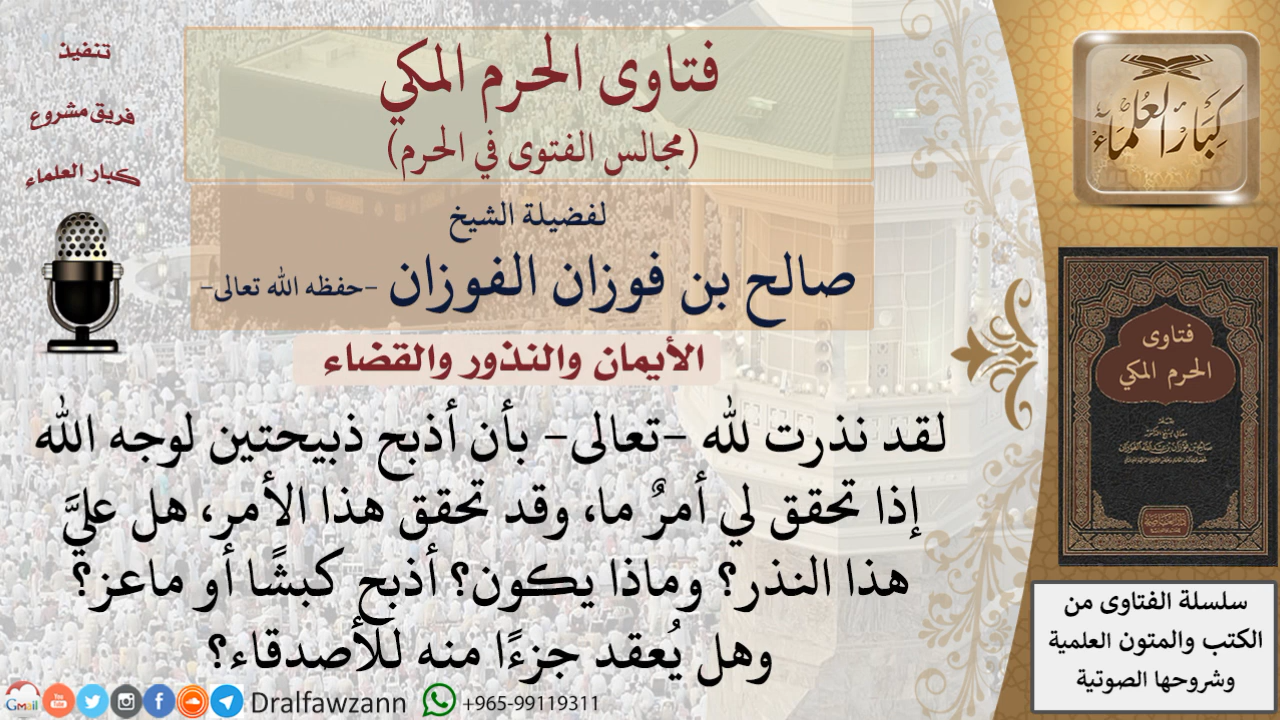 تنفيذ
فريق مشروع
كبار العلماء
فتاوى الحرم المكي
(مجالس الفتوى في الحرم)
لفضيلة الشيخ
صالح بن فوزان الفوزان -حفظه الله تعالى-
الأيمان والنذور والقضاء
لقد نذرت لله -تعالى- بأن أذبح ذبيحتين لوجه الله
إذا تحقق لي أمرٌ ما، وقد تحقق هذا الأمر، هل عليَّ
هذا النذر؟ وماذا يكون؟ أذبح كبشًا أو ماعز؟
وهل يُعقد جزءًا منه للأصدقاء؟
كبار العلماء
فتاوى
الحرم المكي
سلسلة الفتاوى من
الكتب والمتون العلمية
وشروحها الصوتية
Gmail
You Tube
Dralfawzann
+965-99119311